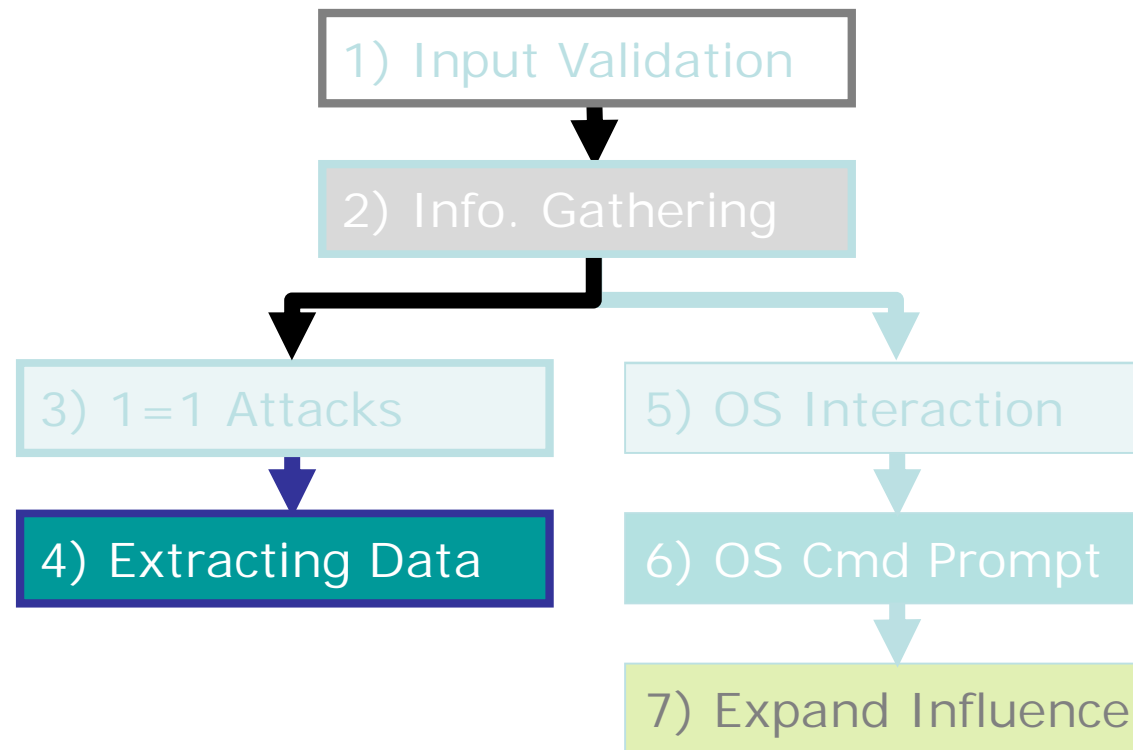 1) Input Validation
2) Info. Gathering
3) 1=1 Attacks
5) OS Interaction
4) Extracting Data
6) OS Cmd Prompt
7) Expand Influence